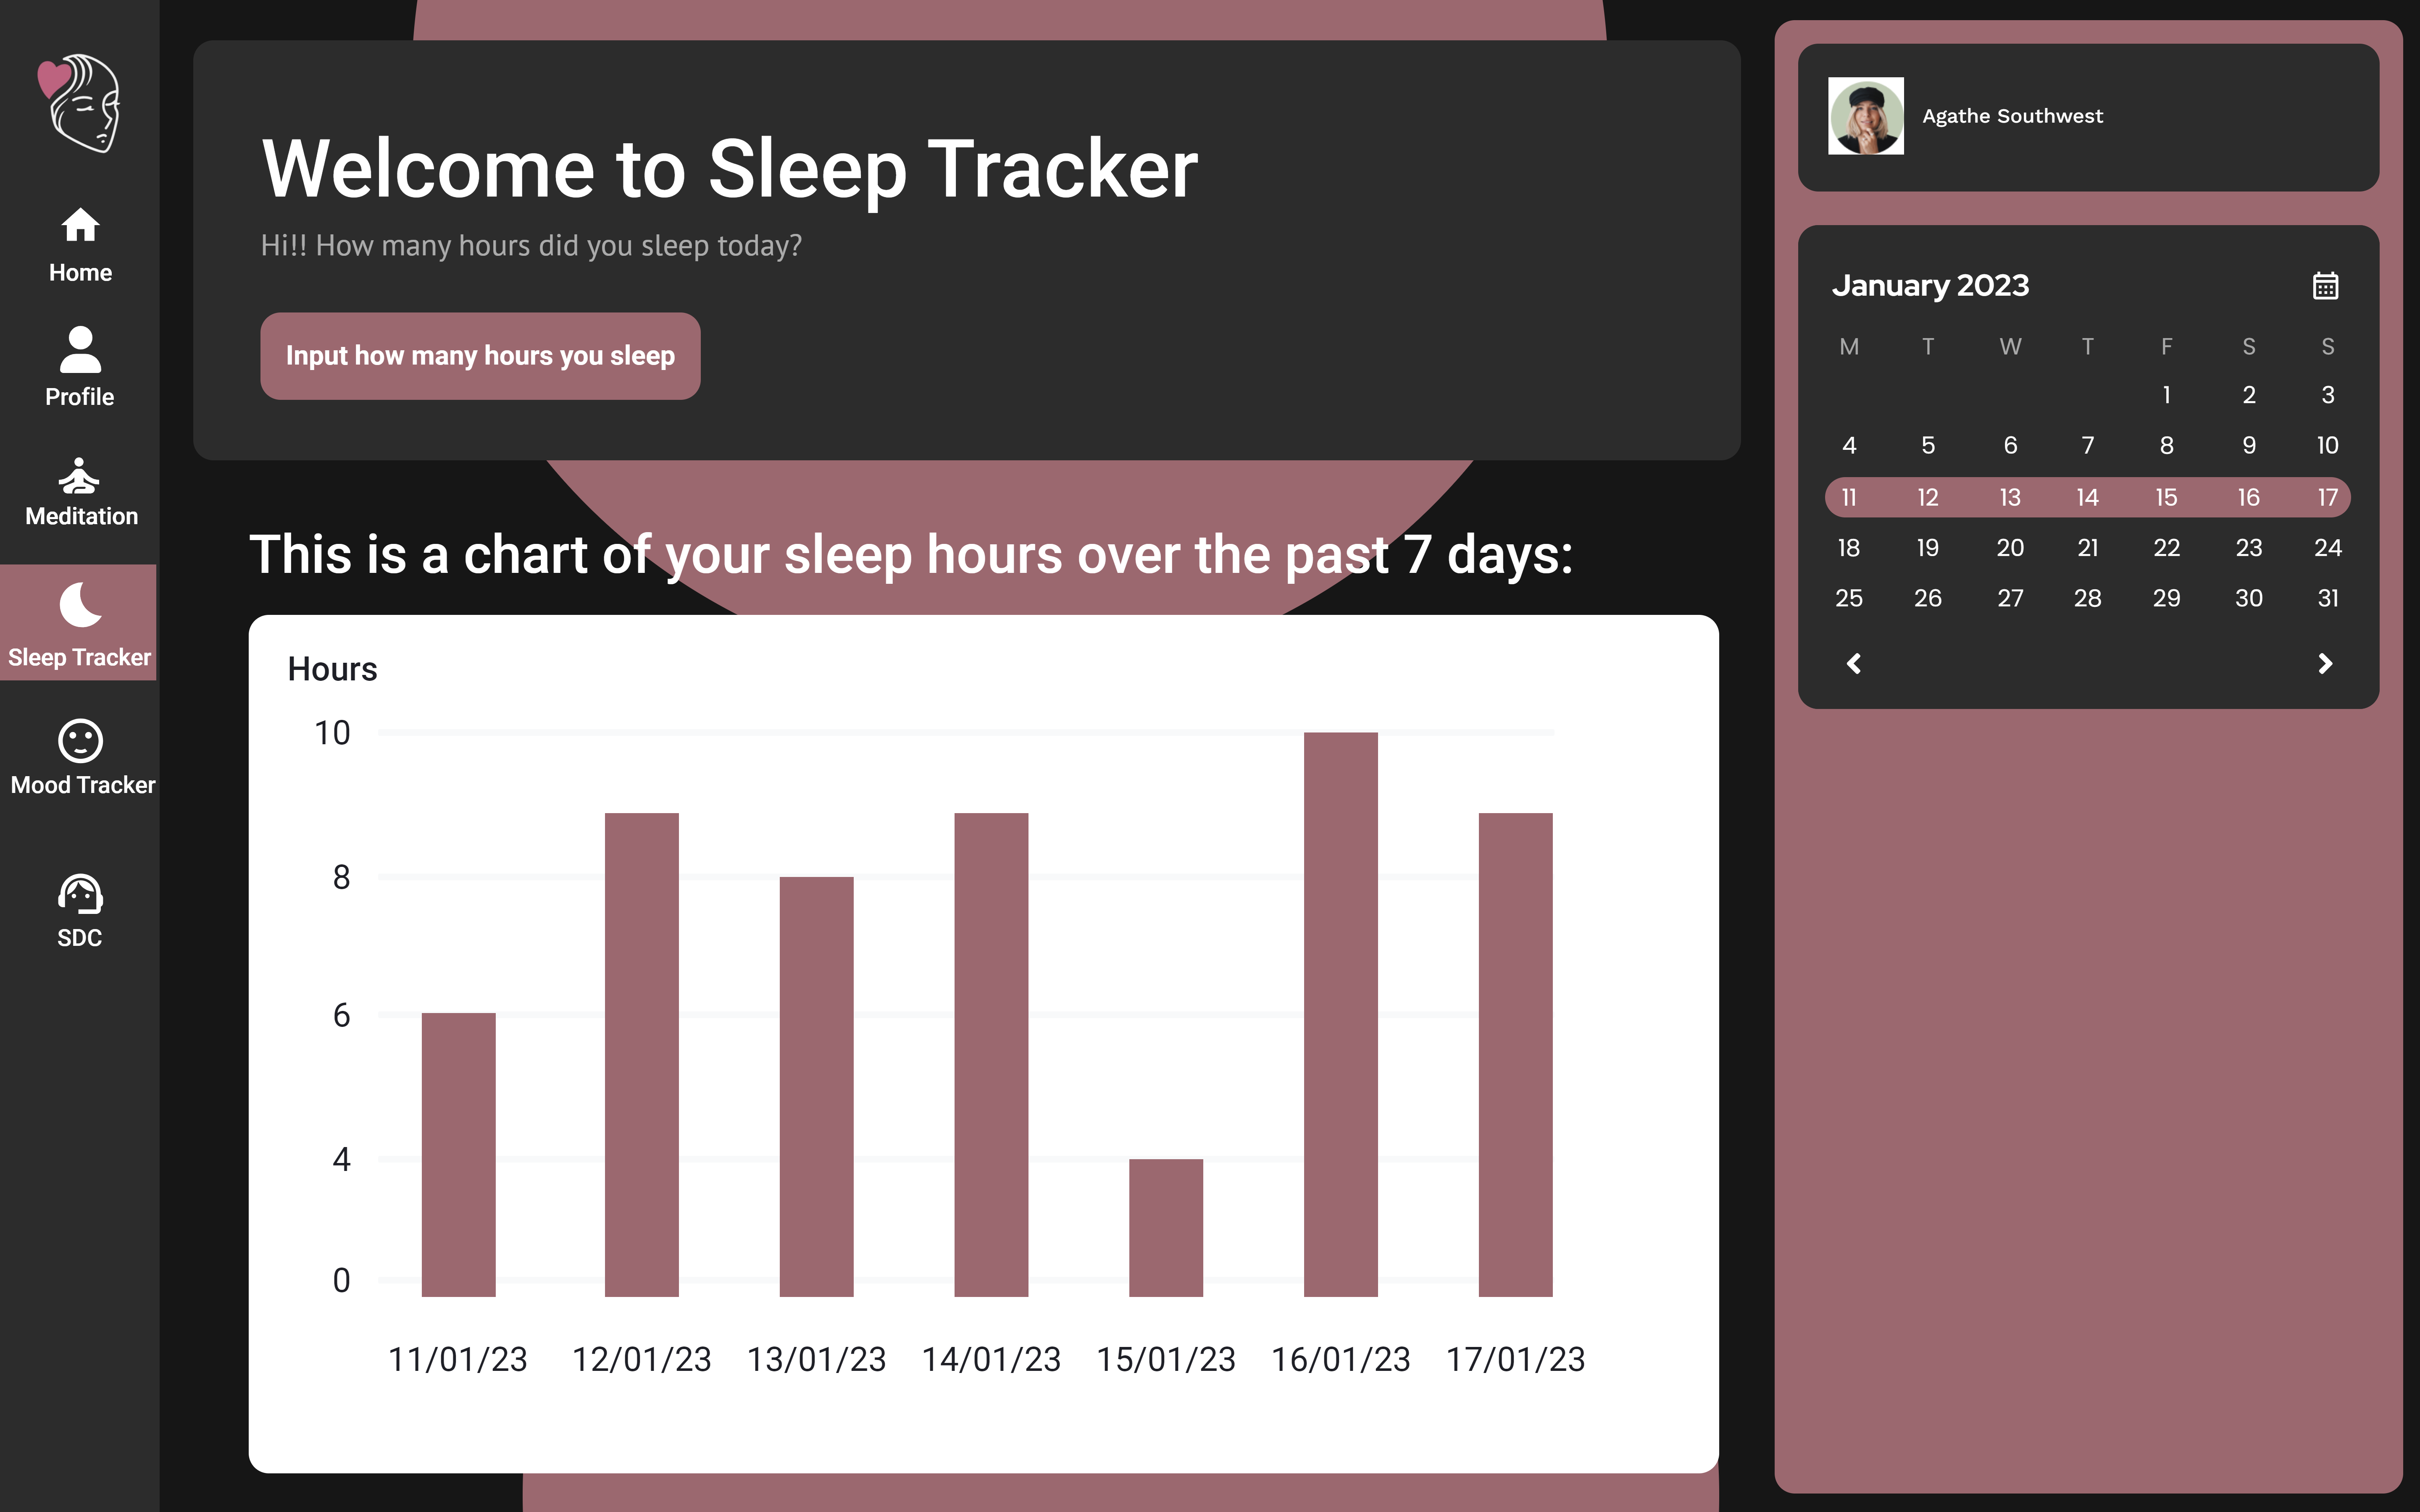 Home
Profile
Meditation
Sleep Tracker
Mood Tracker
SDC
Welcome to Sleep Tracker
Hi!! How many hours did you sleep today?
Input how many hours you sleep
This is a chart of your sleep hours over the past 7 days:
Hours
10
8
6
4
0
11/01/23 12/01/23 13/01/23 14/01/23 15/01/23 16/01/23 17/01/23
Agathe Southwest
January 2023
M T W T F S S
1 2 3
4 5 6 7 8 9 10
11 12 13 14 15 16 17
18 19 20 21 22 23 24
25 26 27 28 29 30 31